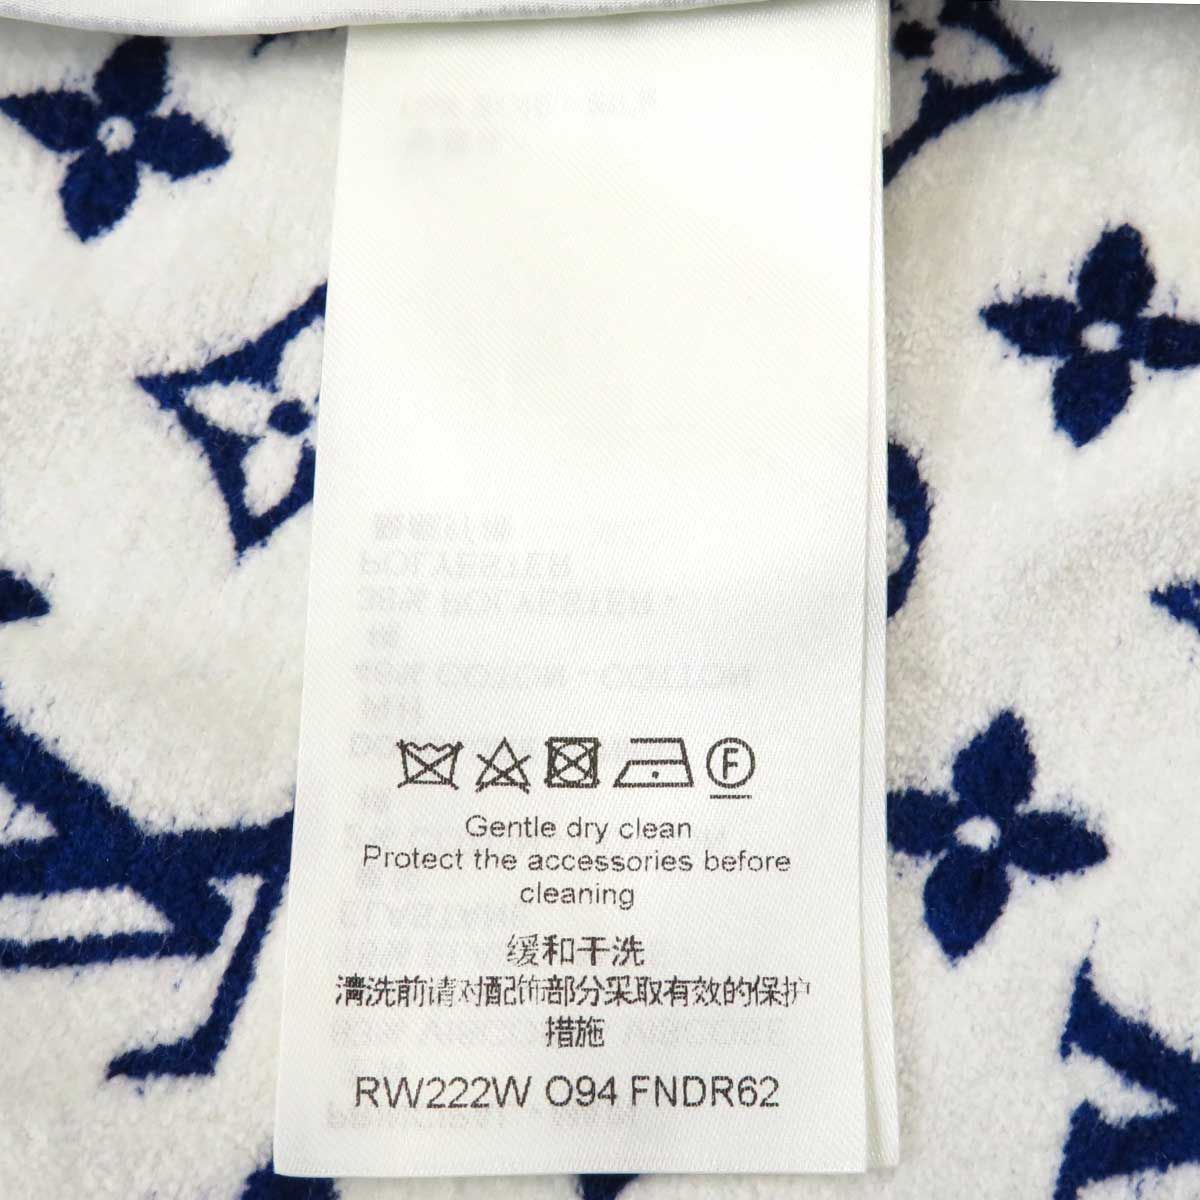 F
Gentle dry clean
Protect the accessories before
cleaning
缓和干洗
清洗前请对配饰部分采取有效的保护
措施
RW222W O94 FNDR62